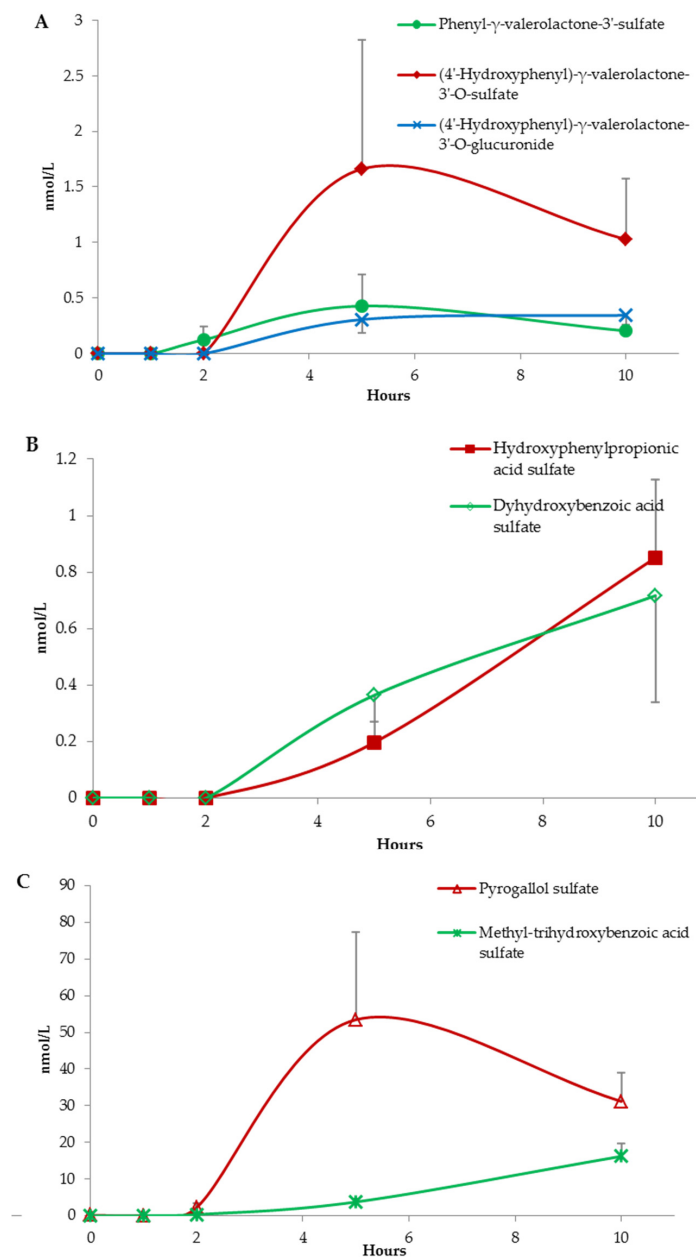 A
Phenyl-γ-valerolactone-3'-sulfate
(4'-Hydroxyphenyl)-γ-valerolactone-
3'-O-sulfate
(4'-Hydroxyphenyl)-γ-valerolactone-
3'-O-glucuronide
nmol/L
3
2.5
2
1.5
1
0.5
0
0 2 4 6 8 10
Hours
B
Hydroxyphenylpropionic
acid sulfate
Dyhydroxybenzoic acid
sulfate
nmol/L
1.2
1
0.8
0.6
0.4
0.2
0
0 2 4 6 8 10
Hours
C
Pyrogallol sulfate
Methyl-trihydroxybenzoic acid
sulfate
nmol/L
90
80
70
60
50
40
30
20
10
0
0 2 4 6 8 10
Hours